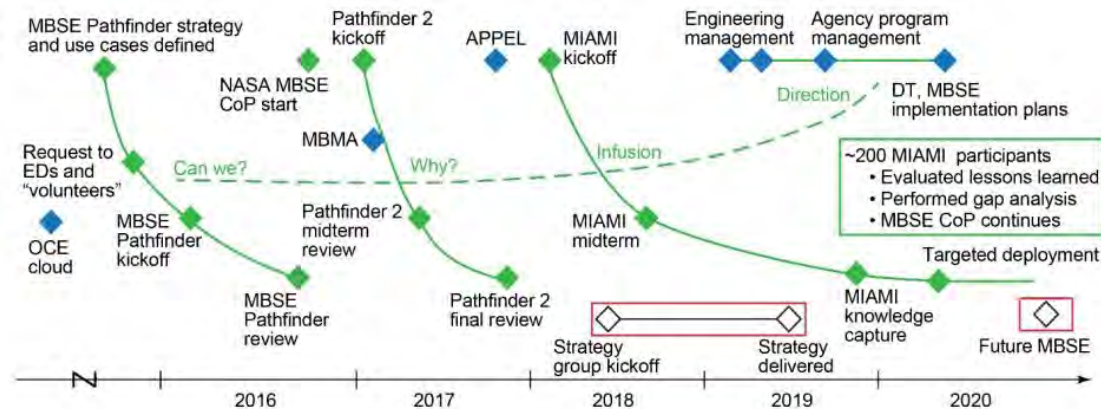 MBSE Pathfinder strategy
and use cases defined
Pathfinder 2
kickoff
NASA MBSE
CoP start
APPEL
MIAMI
kickoff
Engineering
management
Agency program
management
Direction
DT, MBSE
implementation plans
MBMA
Request to
EDs and
“volunteers”
Can we?
Why?
Infusion
~200 MIAMI participants
• Evaluated lessons learned
• Performed gap analysis
• MBSE CoP continues
OCE
cloud
MBSE
Pathfinder
kickoff
Pathfinder 2
midterm
review
MIAMI
midterm
Targeted deployment
MBSE
Pathfinder
review
Pathfinder 2
final review
MIAMI
knowledge
capture
Strategy
group kickoff
Strategy
delivered
Future MBSE
2016
2017
2018
2019
2020